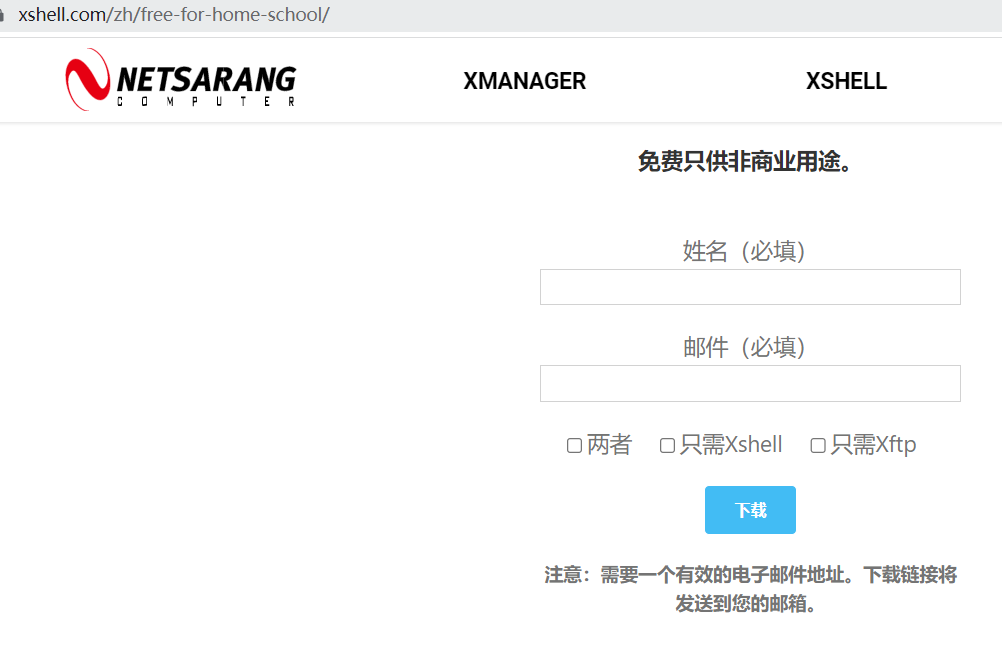 xshell.com/zh/free-for-home-school/
NETSARANG
COMPUTER
XMANAGER
XSHELL
免费只供非商业用途。
姓名（必填）
邮件（必填）
两者 只需Xshell 只需Xftp
下载
注意：需要一个有效的电子邮件地址。下载链接将
发送到您的邮箱。